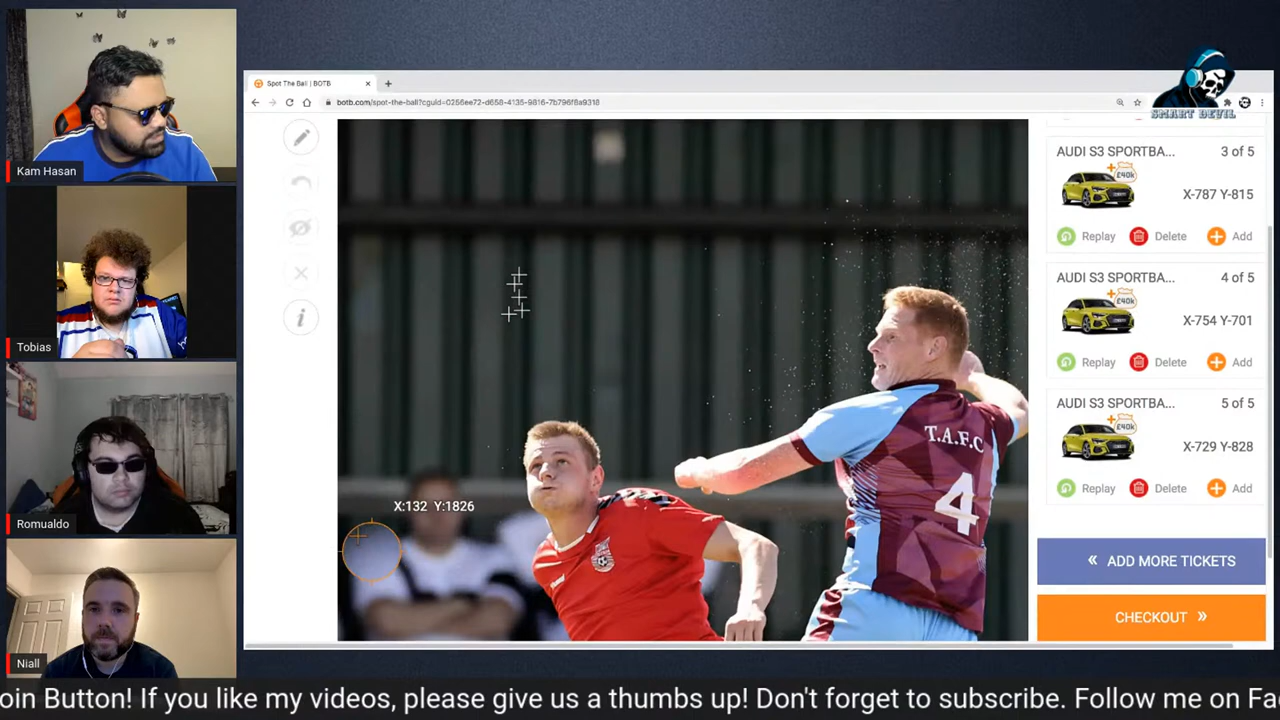 Kam Hasan
Tobias
Romualdo
Niall
Spot The Ball | BOTB
botb.com/spot-the-ball?cguid=0256ee72-d658-4135-9816-7b796f8a9318
SMART DEVIL
AUDI S3 SPORTBA... 3 of 5
+ £40k
X-787 Y-815
Replay Delete Add
AUDI S3 SPORTBA... 4 of 5
+ £40k
X-754 Y-701
Replay Delete Add
AUDI S3 SPORTBA... 5 of 5
+ £40k
X-729 Y-828
Replay Delete Add
« ADD MORE TICKETS
CHECKOUT »
T.A.F.C
4
X:132 Y:1826
oin Button! If you like my videos, please give us a thumbs up! Don't forget to subscribe. Follow me on Fa